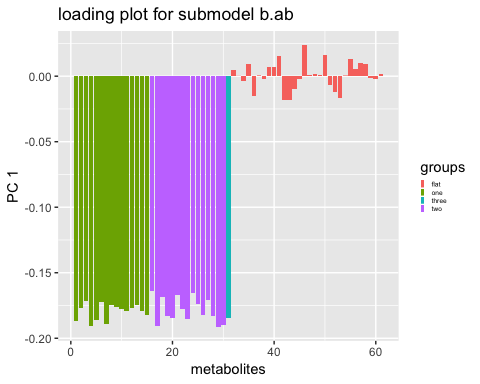 loading plot for submodel b.ab
PC 1
0.00
-0.05
-0.10
-0.15
-0.20
0
20
40
60
metabolites
groups
flat
one
three
two